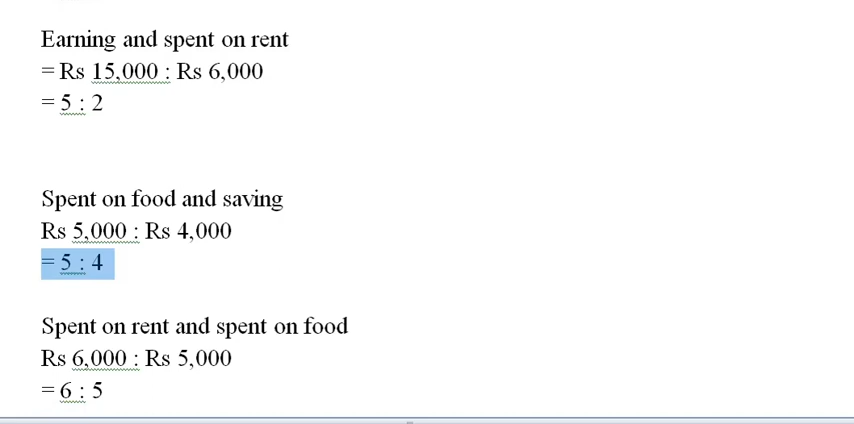 Earning and spent on rent
= Rs 15,000 : Rs 6,000
= 5 : 2
Spent on food and saving
Rs 5,000 : Rs 4,000
= 5 : 4
Spent on rent and spent on food
Rs 6,000 : Rs 5,000
= 6 : 5